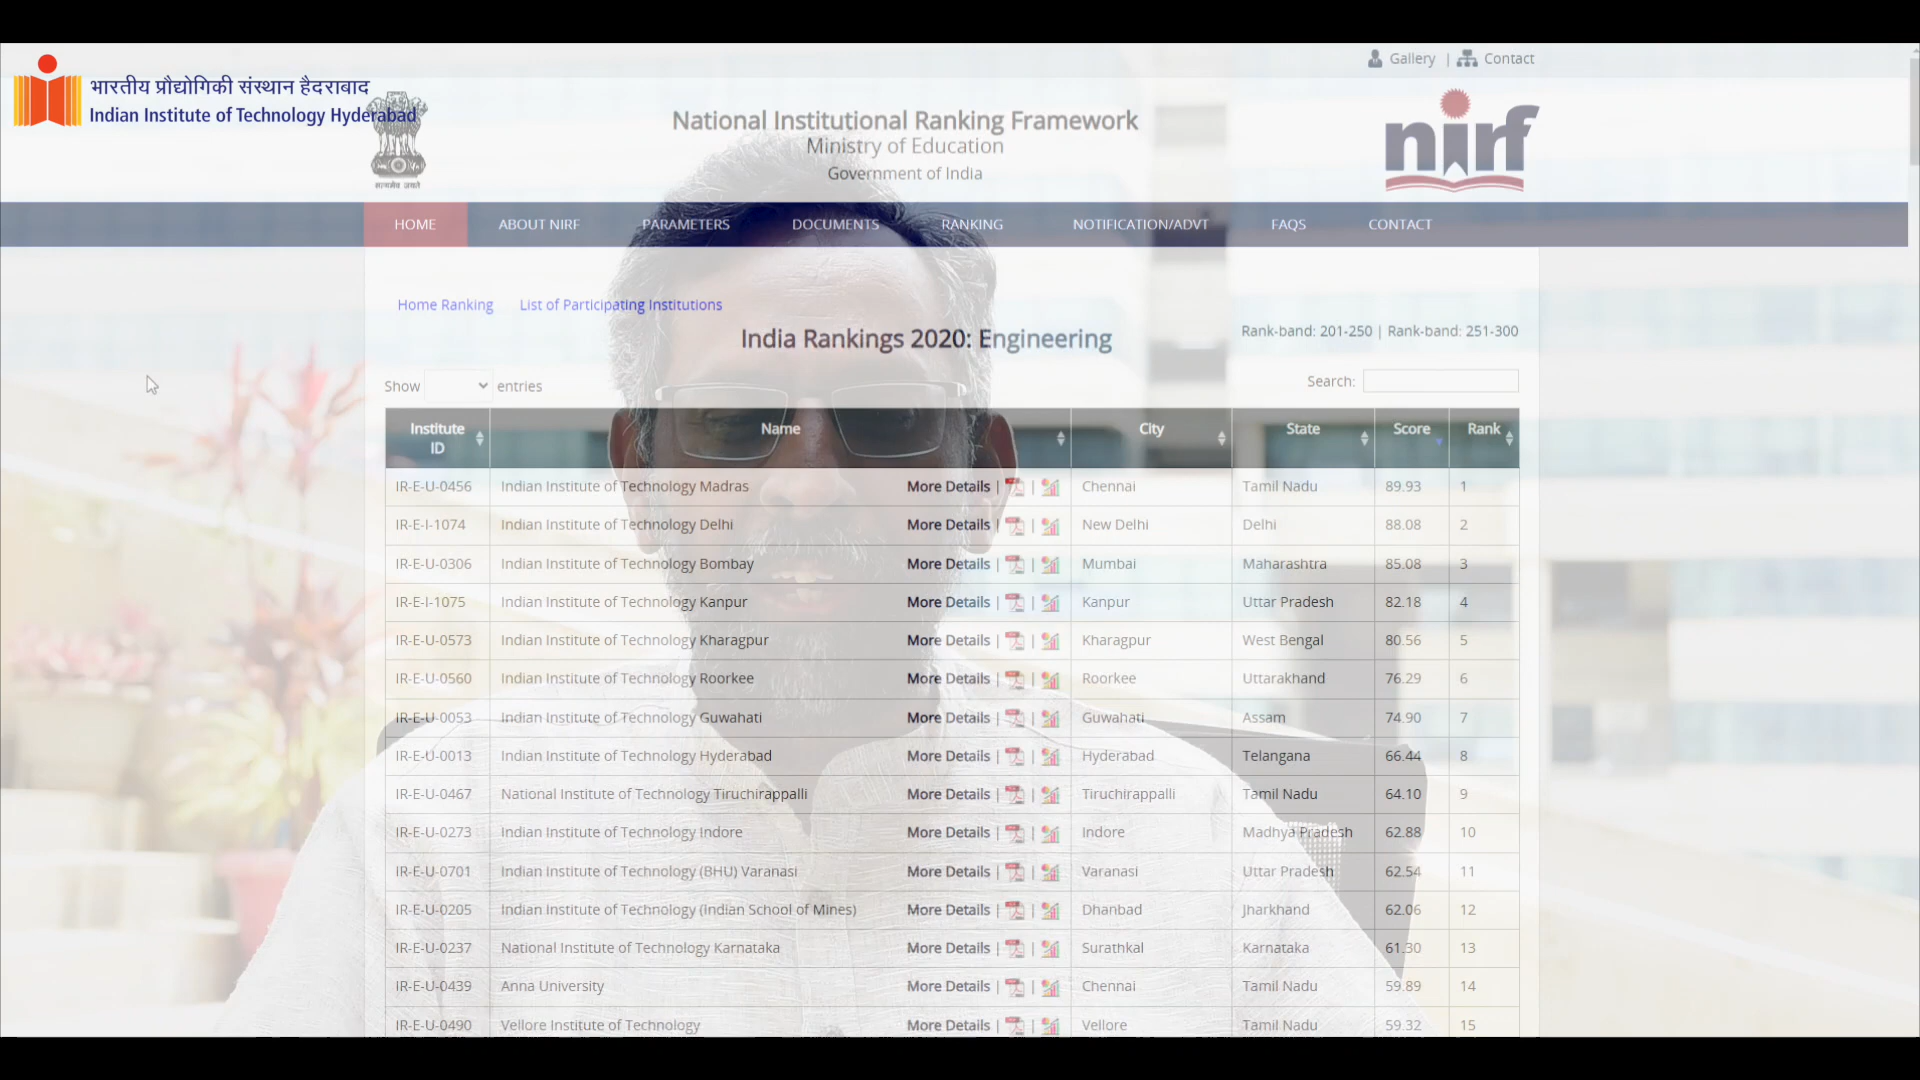 Gallery | Contact
भारतीय प्रौद्योगिकी संस्थान हैदराबाद
Indian Institute of Technology Hyderabad
सत्यमेव जयते
National Institutional Ranking Framework
Ministry of Education
Government of India
nirf
HOME ABOUT NIRF PARAMETERS DOCUMENTS RANKING NOTIFICATION/ADVT FAQS CONTACT
Home Ranking List of Participating Institutions
India Rankings 2020: Engineering
Rank-band: 201-250 | Rank-band: 251-300
Show entries
Search:
Institute ID Name City State Score Rank
IR-E-U-0456 Indian Institute of Technology Madras More Details | | Chennai Tamil Nadu 89.93 1
IR-E-I-1074 Indian Institute of Technology Delhi More Details | | New Delhi Delhi 88.08 2
IR-E-U-0306 Indian Institute of Technology Bombay More Details | | Mumbai Maharashtra 85.08 3
IR-E-I-1075 Indian Institute of Technology Kanpur More Details | | Kanpur Uttar Pradesh 82.18 4
IR-E-U-0573 Indian Institute of Technology Kharagpur More Details | | Kharagpur West Bengal 80.56 5
IR-E-U-0560 Indian Institute of Technology Roorkee More Details | | Roorkee Uttarakhand 76.29 6
IR-E-U-0053 Indian Institute of Technology Guwahati More Details | | Guwahati Assam 74.90 7
IR-E-U-0013 Indian Institute of Technology Hyderabad More Details | | Hyderabad Telangana 66.44 8
IR-E-U-0467 National Institute of Technology Tiruchirappalli More Details | | Tiruchirappalli Tamil Nadu 64.10 9
IR-E-U-0273 Indian Institute of Technology Indore More Details | | Indore Madhya Pradesh 62.88 10
IR-E-U-0701 Indian Institute of Technology (BHU) Varanasi More Details | | Varanasi Uttar Pradesh 62.54 11
IR-E-U-0205 Indian Institute of Technology (Indian School of Mines) More Details | | Dhanbad Jharkhand 62.06 12
IR-E-U-0237 National Institute of Technology Karnataka More Details | | Surathkal Karnataka 61.30 13
IR-E-U-0439 Anna University More Details | | Chennai Tamil Nadu 59.89 14
IR-E-U-0490 Vellore Institute of Technology More Details | | Vellore Tamil Nadu 59.32 15